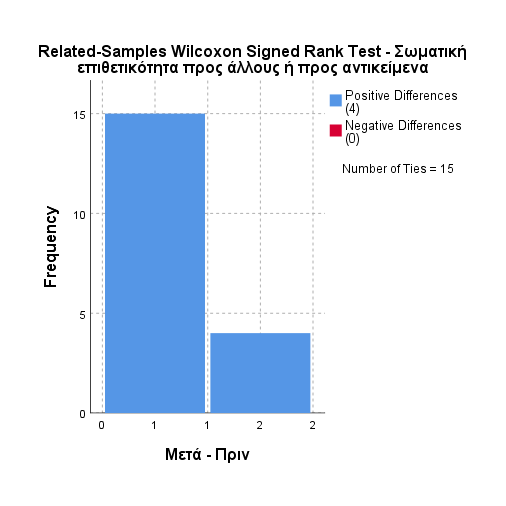 Related-Samples Wilcoxon Signed Rank Test - Σωματική
επιθετικότητα προς άλλους ή προς αντικείμενα
Positive Differences
(4)
Negative Differences
(0)
Number of Ties = 15
Frequency
15
10
5
0
0 1 1 2 2
Μετά - Πριν